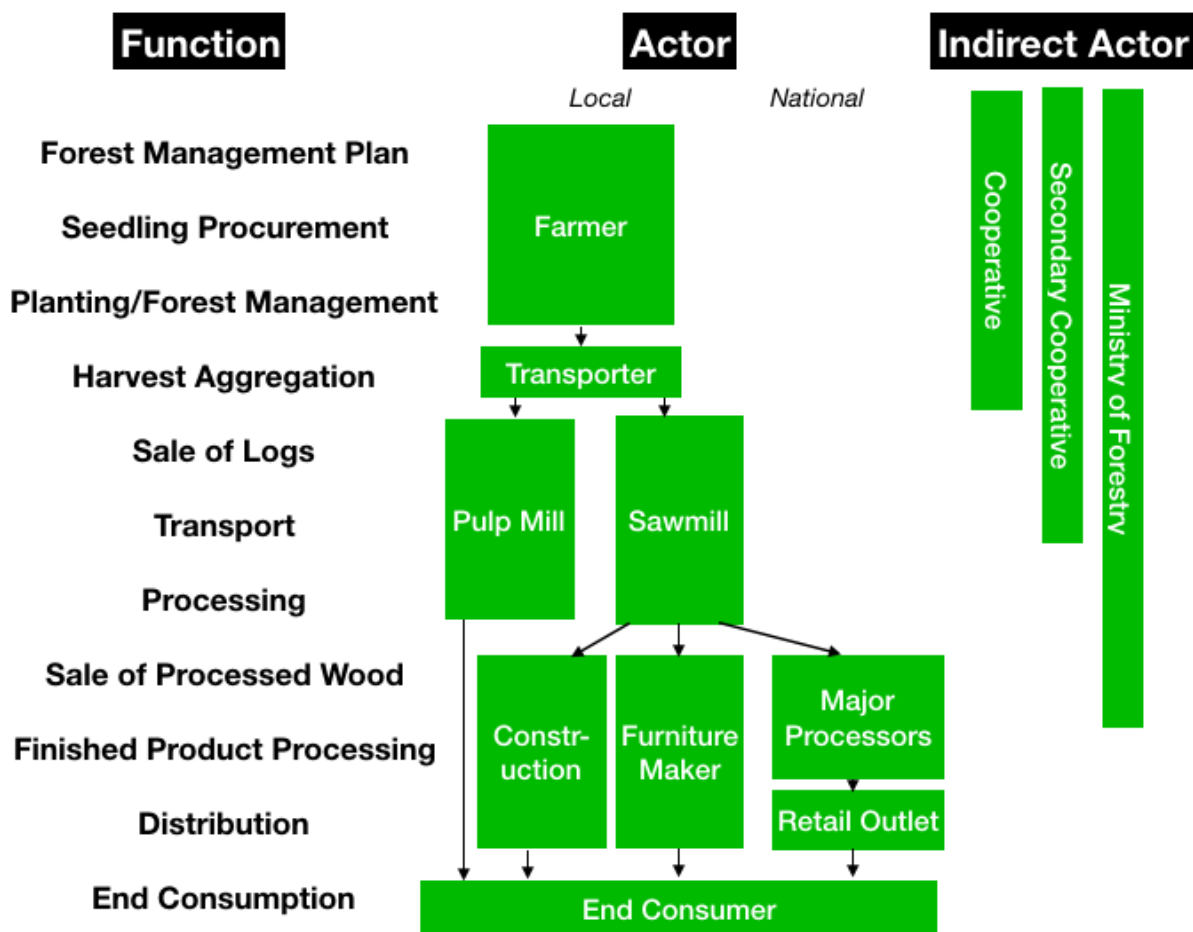 Function
Actor
Indirect Actor
Local
National
Forest Management Plan
Seedling Procurement
Planting/Forest Management
Harvest Aggregation
Sale of Logs
Transport
Processing
Sale of Processed Wood
Finished Product Processing
Distribution
End Consumption
Farmer
Transporter
Pulp Mill
Sawmill
Constr-
uction
Furniture
Maker
Major
Processors
Retail Outlet
End Consumer
Cooperative
Secondary Cooperative
Ministry of Forestry